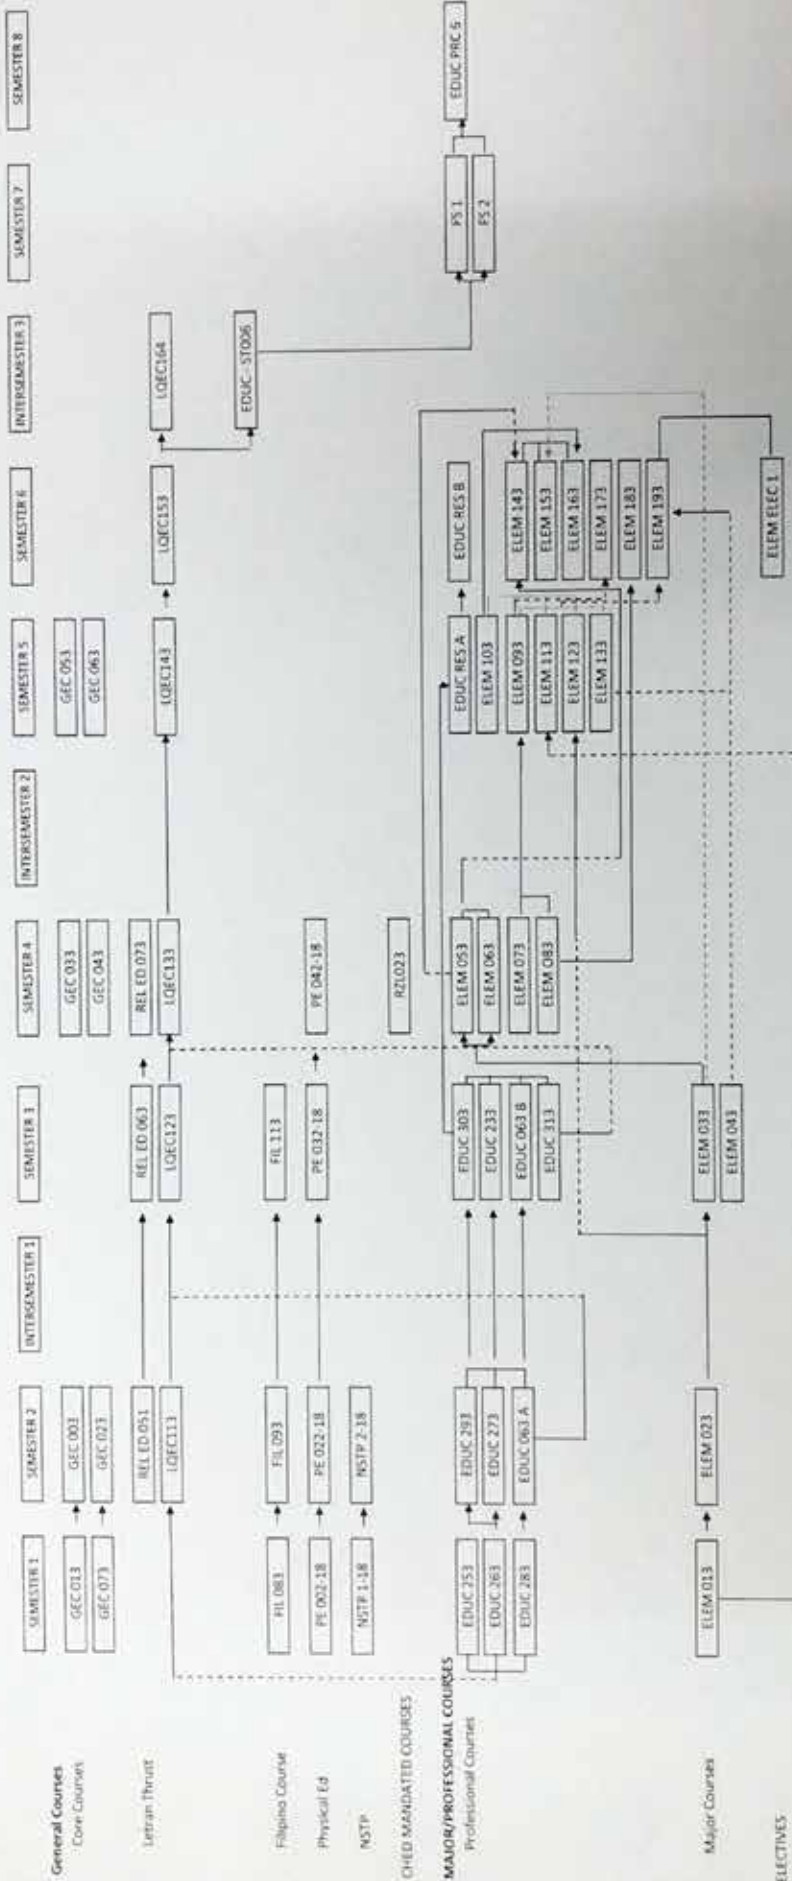 SEMESTER 1
SEMESTER 2
INTERSEMESTER 1
SEMESTER 3
SEMESTER 4
INTERSEMESTER 2
SEMESTER 5
SEMESTER 6
INTERSEMESTER 3
SEMESTER 7
SEMESTER 8
General Courses
Core Courses
GEC 013
GEC 003
GEC 033
GEC 053
GEC 073
GEC 023
GEC 043
GEC 063
Letran Thrust
REL ED 051
REL ED 063
REL ED 073
LQEC113
LQEC123
LQEC133
LQEC143
LQEC153
LQEC164
EDUC - ST006
Filipino Course
FIL 083
FIL 093
FIL 113
Physical Ed
PE 002-18
PE 022-18
PE 032-18
PE 042-18
NSTP
NSTP 1-18
NSTP 2-18
CHED MANDATED COURSES
RZL023
MAJOR/PROFESSIONAL COURSES
Professional Courses
EDUC 253
EDUC 293
EDUC 303
ELEM 053
EDUC RES A
EDUC RES B
FS 1
EDUC PRC 6
EDUC 263
EDUC 273
EDUC 233
ELEM 063
ELEM 103
FS 2
EDUC 283
EDUC 063 A
EDUC 063 B
ELEM 073
ELEM 093
ELEM 143
EDUC 313
ELEM 083
ELEM 113
ELEM 153
ELEM 123
ELEM 163
ELEM 133
ELEM 173
ELEM 183
ELEM 193
Major Courses
ELEM 013
ELEM 023
ELEM 033
ELEM 043
ELECTIVES
ELEM ELEC 1